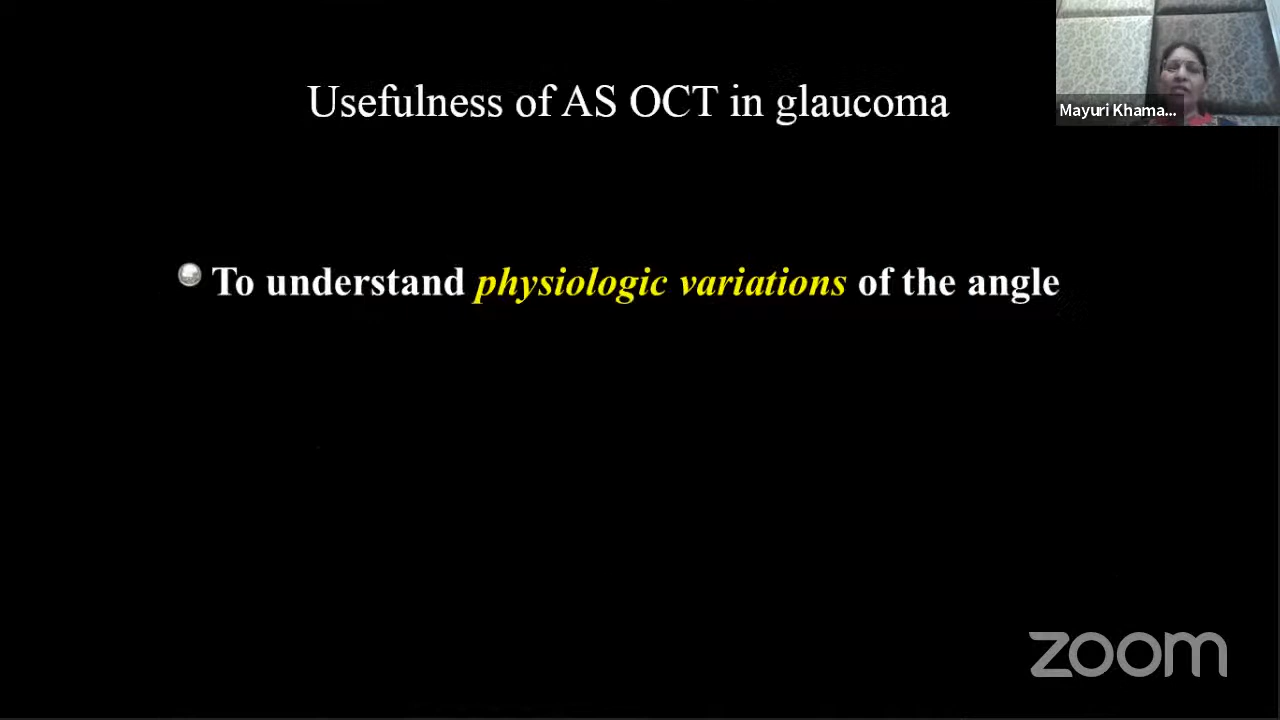 Usefulness of AS OCT in glaucoma
Mayuri Khama...
To understand physiologic variations of the angle
zoom